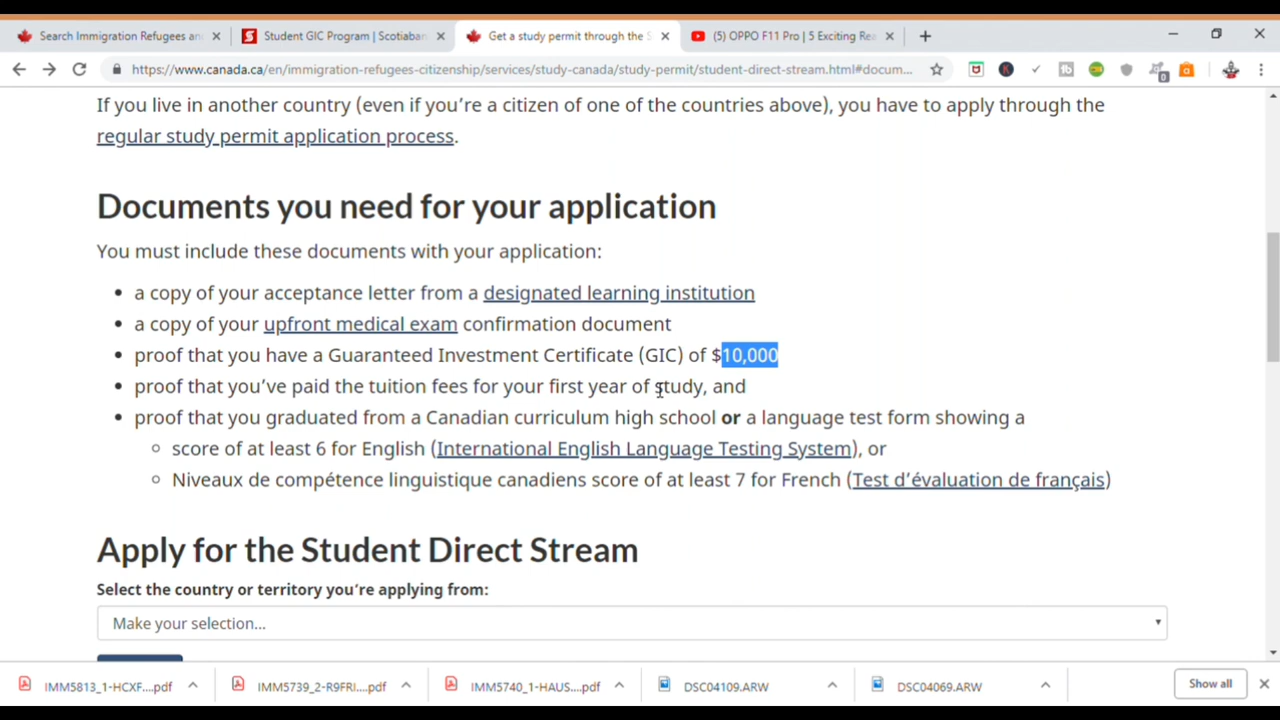 Search Immigration Refugees and
Student GIC Program | Scotiaban
Get a study permit through the S
(5) OPPO F11 Pro | 5 Exciting Rea
https://www.canada.ca/en/immigration-refugees-citizenship/services/study-canada/study-permit/student-direct-stream.html#docum...
0
If you live in another country (even if you're a citizen of one of the countries above), you have to apply through the
regular study permit application process.
Documents you need for your application
You must include these documents with your application:
• a copy of your acceptance letter from a designated learning institution
• a copy of your upfront medical exam confirmation document
• proof that you have a Guaranteed Investment Certificate (GIC) of $10,000
• proof that you've paid the tuition fees for your first year of study, and
• proof that you graduated from a Canadian curriculum high school or a language test form showing a
◦ score of at least 6 for English (International English Language Testing System), or
◦ Niveaux de compétence linguistique canadiens score of at least 7 for French (Test d'évaluation de français)
Apply for the Student Direct Stream
Select the country or territory you're applying from:
Make your selection...
IMM5813_1-HCXF....pdf
IMM5739_2-R9FRI....pdf
IMM5740_1-HAUS....pdf
DSC04109.ARW
DSC04069.ARW
Show all